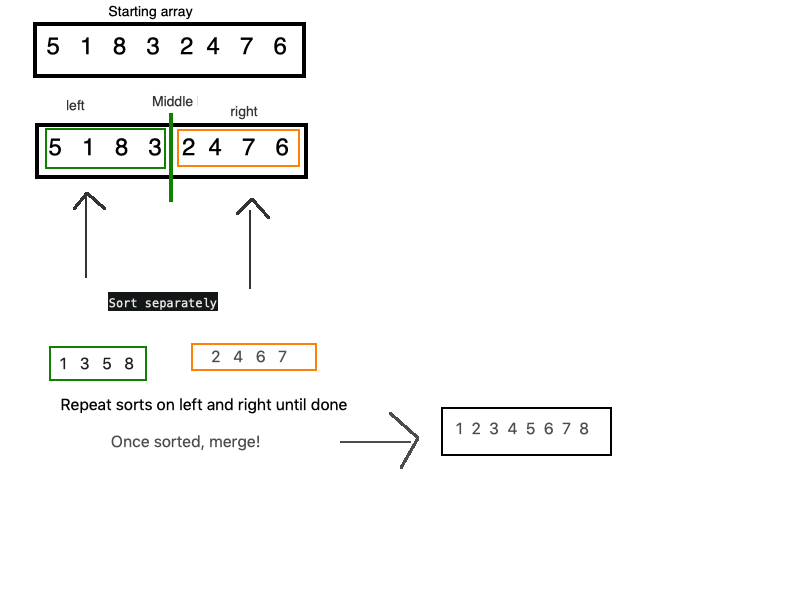 Starting array
5 1 8 3 2 4 7 6
left Middle right
5 1 8 3 2 4 7 6
Sort separately
1 3 5 8
2 4 6 7
Repeat sorts on left and right until done
Once sorted, merge!
1 2 3 4 5 6 7 8